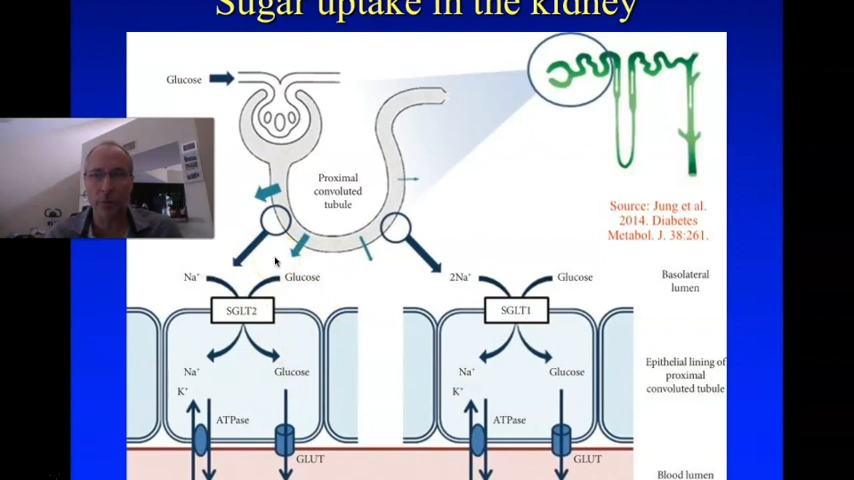 Sugar uptake in the kidney
Glucose
Proximal
convoluted
tubule
Source: Jung et al.
2014. Diabetes
Metabol. J. 38:261.
Na⁺
Glucose
2Na⁺
Glucose
Basolateral
lumen
SGLT2
SGLT1
Na⁺
Glucose
Na⁺
Glucose
Epithelial lining of
proximal
convoluted tubule
K⁺
K⁺
ATPase
ATPase
GLUT
GLUT
Blood lumen